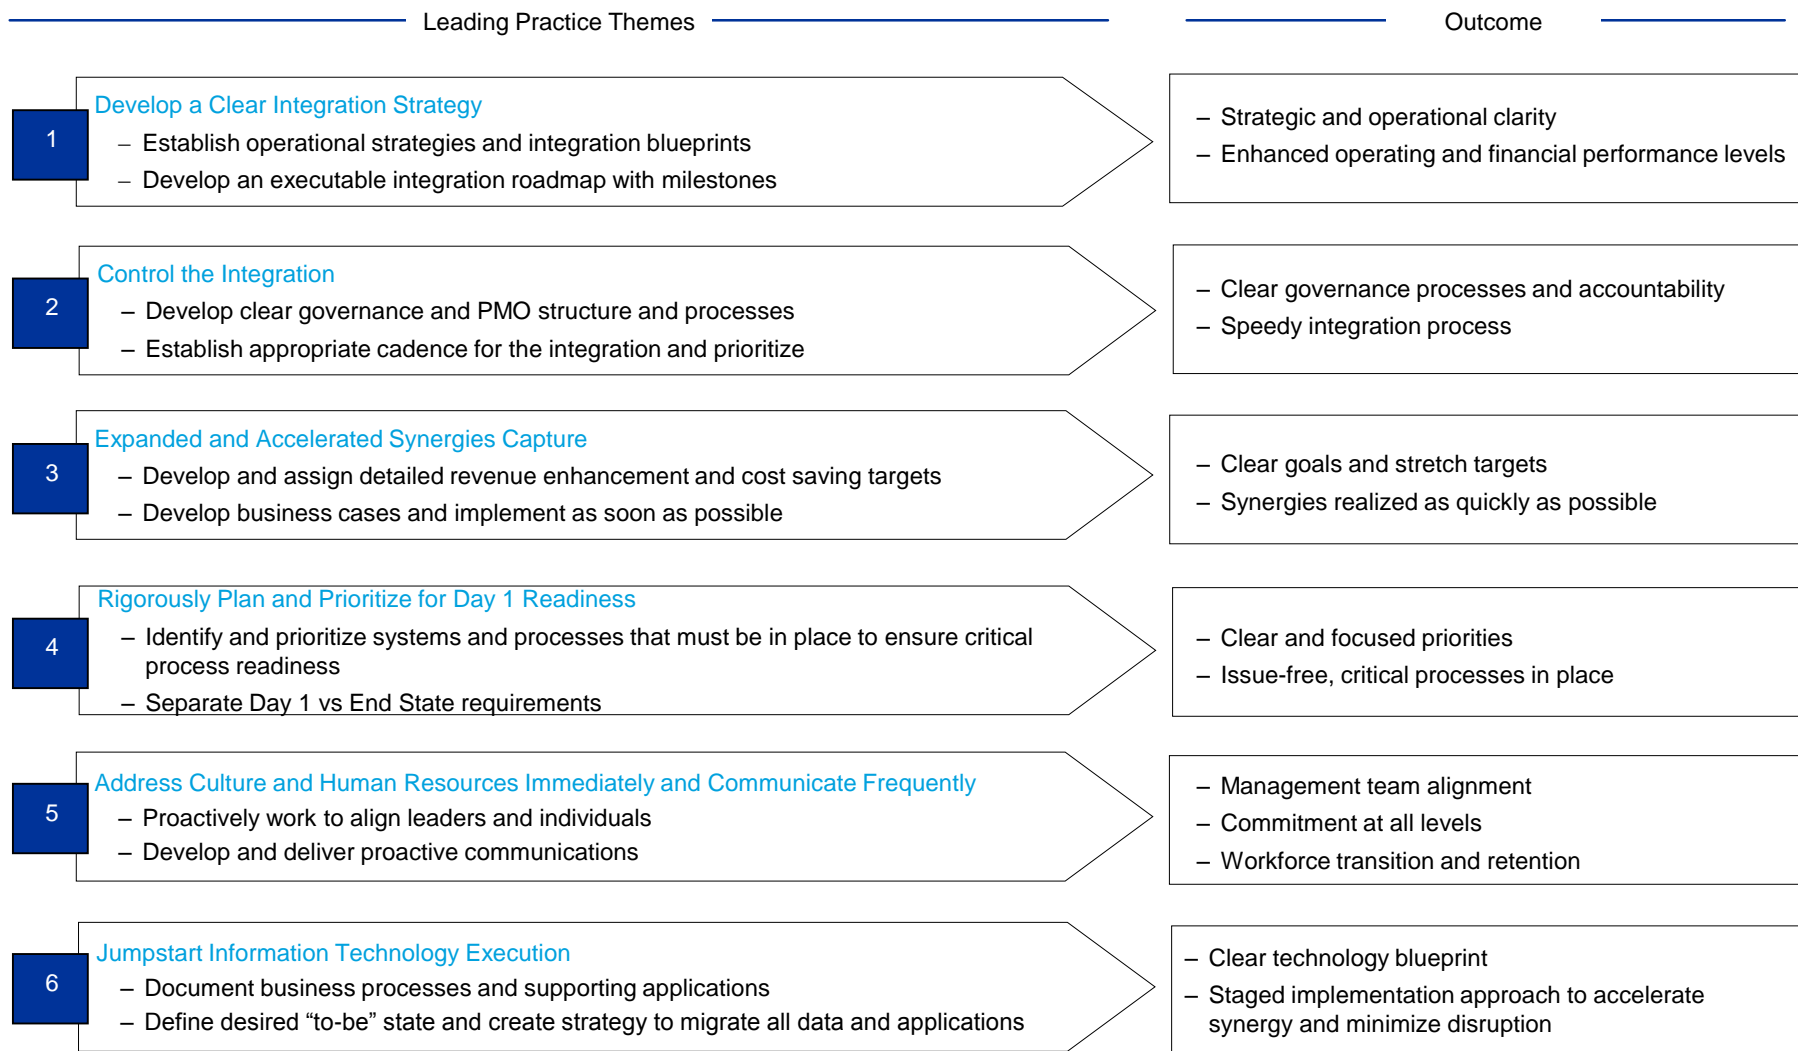 Leading Practice Themes
Outcome
1
Develop a Clear Integration Strategy
– Establish operational strategies and integration blueprints
– Develop an executable integration roadmap with milestones
– Strategic and operational clarity
– Enhanced operating and financial performance levels
2
Control the Integration
– Develop clear governance and PMO structure and processes
– Establish appropriate cadence for the integration and prioritize
– Clear governance processes and accountability
– Speedy integration process
3
Expanded and Accelerated Synergies Capture
– Develop and assign detailed revenue enhancement and cost saving targets
– Develop business cases and implement as soon as possible
– Clear goals and stretch targets
– Synergies realized as quickly as possible
4
Rigorously Plan and Prioritize for Day 1 Readiness
– Identify and prioritize systems and processes that must be in place to ensure critical
process readiness
– Separate Day 1 vs End State requirements
– Clear and focused priorities
– Issue-free, critical processes in place
5
Address Culture and Human Resources Immediately and Communicate Frequently
– Proactively work to align leaders and individuals
– Develop and deliver proactive communications
– Management team alignment
– Commitment at all levels
– Workforce transition and retention
6
Jumpstart Information Technology Execution
– Document business processes and supporting applications
– Define desired “to-be” state and create strategy to migrate all data and applications
– Clear technology blueprint
– Staged implementation approach to accelerate
synergy and minimize disruption